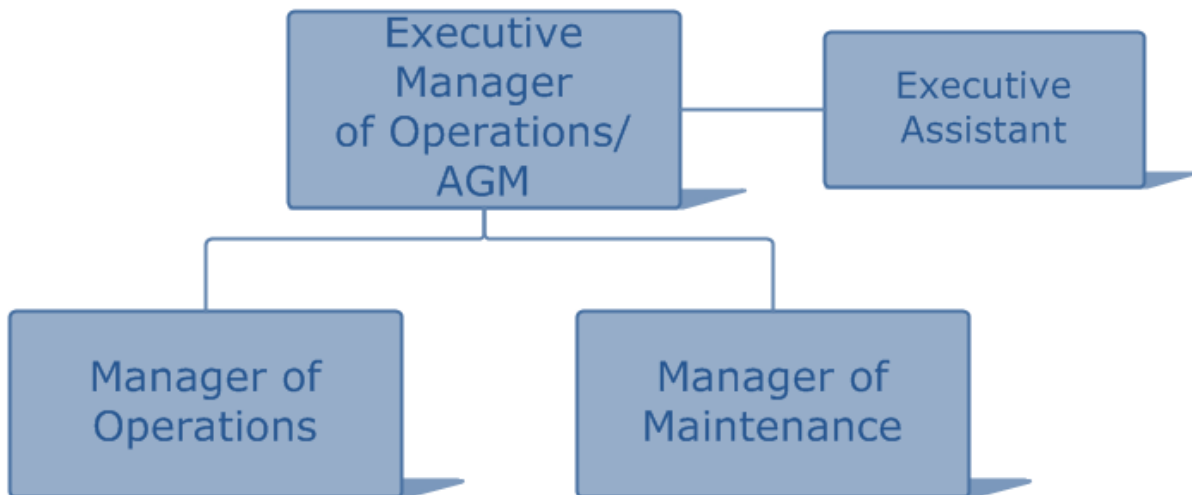 Executive
Manager
of Operations/
AGM
Executive
Assistant
Manager of
Operations
Manager of
Maintenance